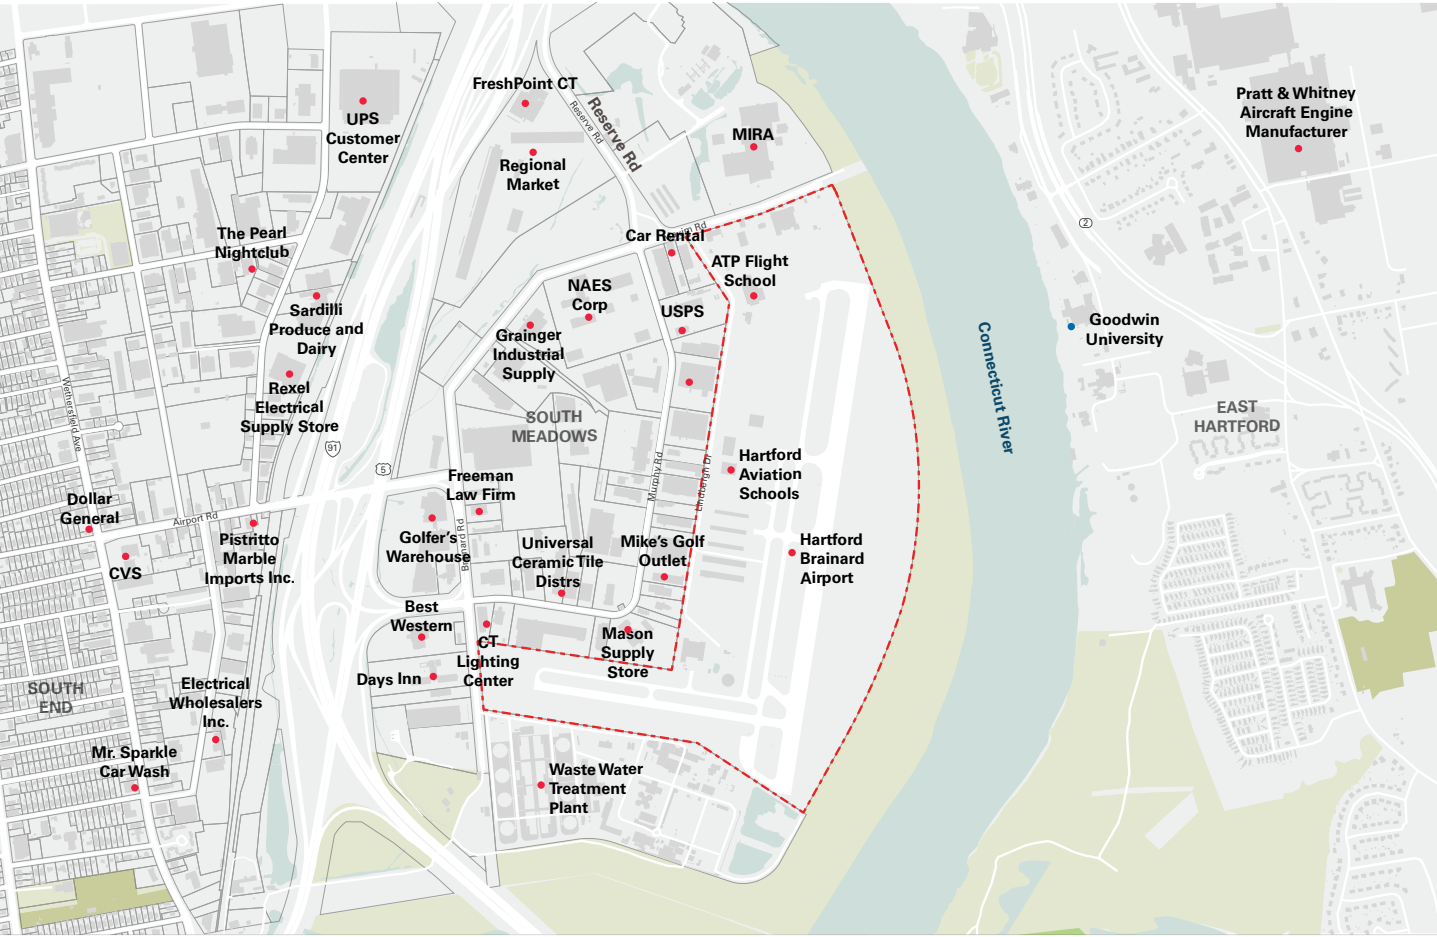 FreshPoint CT
UPS
Customer
Center
Reserve Rd
Reserve Rd
MIRA
Pratt & Whitney
Aircraft Engine
Manufacturer
Regional
Market
The Pearl
Nightclub
Car Rental
ATP Flight
School
2
NAES
Corp
USPS
Sardilli
Produce and
Dairy
Grainger
Industrial
Supply
Goodwin
University
Connecticut River
Rexel
Electrical
Supply Store
Wethersfield Ave
SOUTH
MEADOWS
EAST
HARTFORD
91
5
Freeman
Law Firm
Murphy Rd
Lindbergh Dr
Hartford
Aviation
Schools
Dollar
General
Airport Rd
Pistritto
Marble
Imports Inc.
CVS
Golfer's
Warehouse
Universal
Ceramic Tile
Distrs
Mike's Golf
Outlet
Hartford
Brainard
Airport
Best
Western
CT
Lighting
Center
Mason
Supply
Store
Days Inn
SOUTH
END
Electrical
Wholesalers
Inc.
Mr. Sparkle
Car Wash
Waste Water
Treatment
Plant